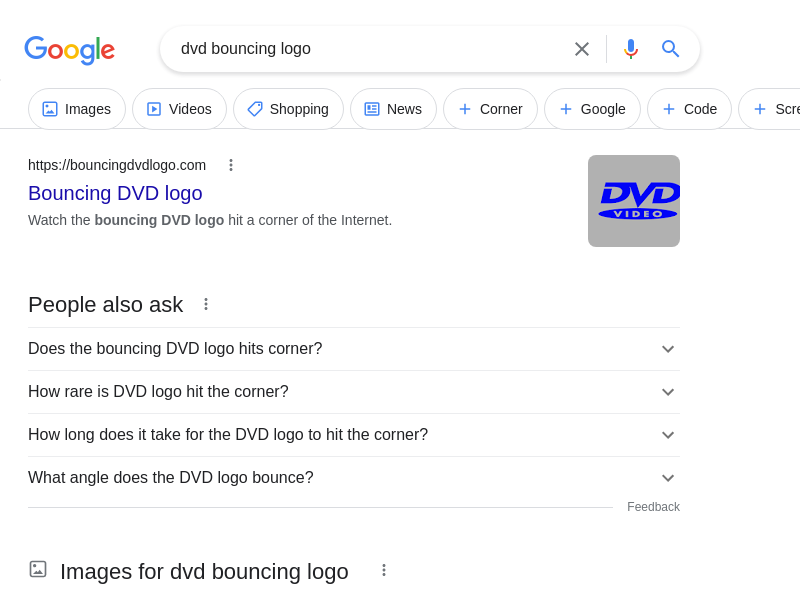 Google
dvd bouncing logo
Images
Videos
Shopping
News
Corner
Google
Code
Scre
https://bouncingdvdlogo.com
Bouncing DVD logo
Watch the bouncing DVD logo hit a corner of the Internet.
DVD
VIDEO
People also ask
Does the bouncing DVD logo hits corner?
How rare is DVD logo hit the corner?
How long does it take for the DVD logo to hit the corner?
What angle does the DVD logo bounce?
Feedback
Images for dvd bouncing logo